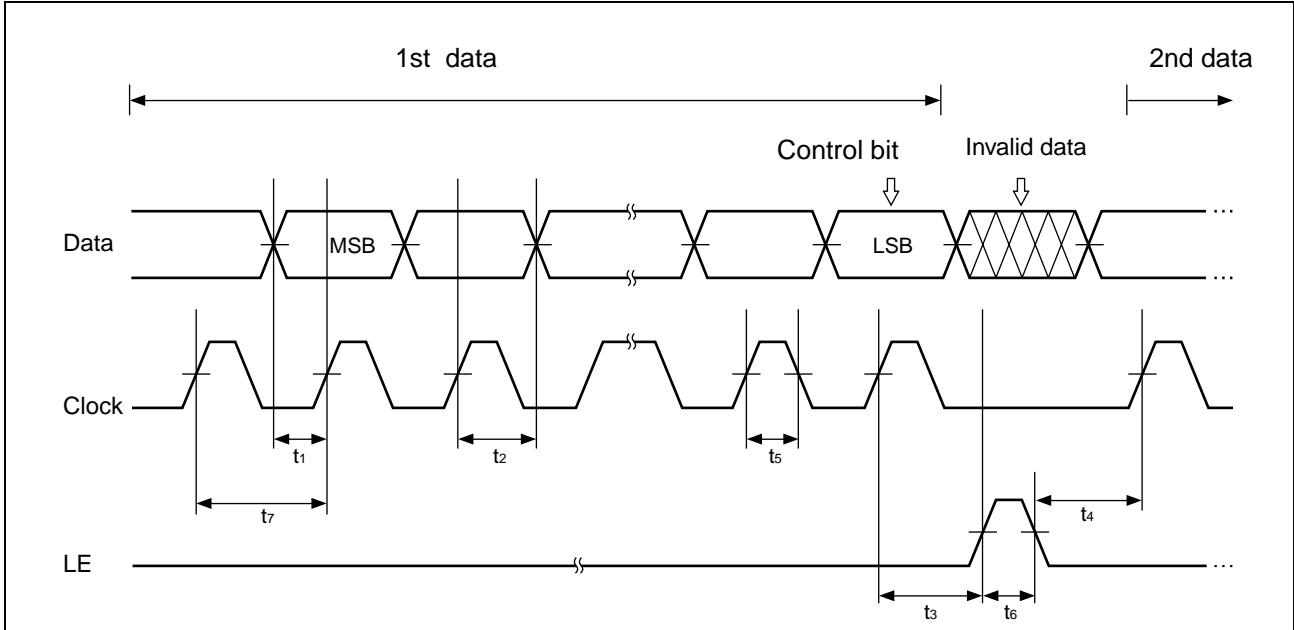 1st data
2nd data
Control bit
Invalid data
Data
MSB
LSB
...
...
Clock
t1
t2
t5
t7
t4
LE
...
t3
t6